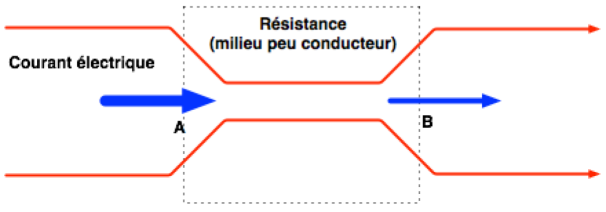 Résistance
(milieu peu conducteur)
Courant électrique
A
B